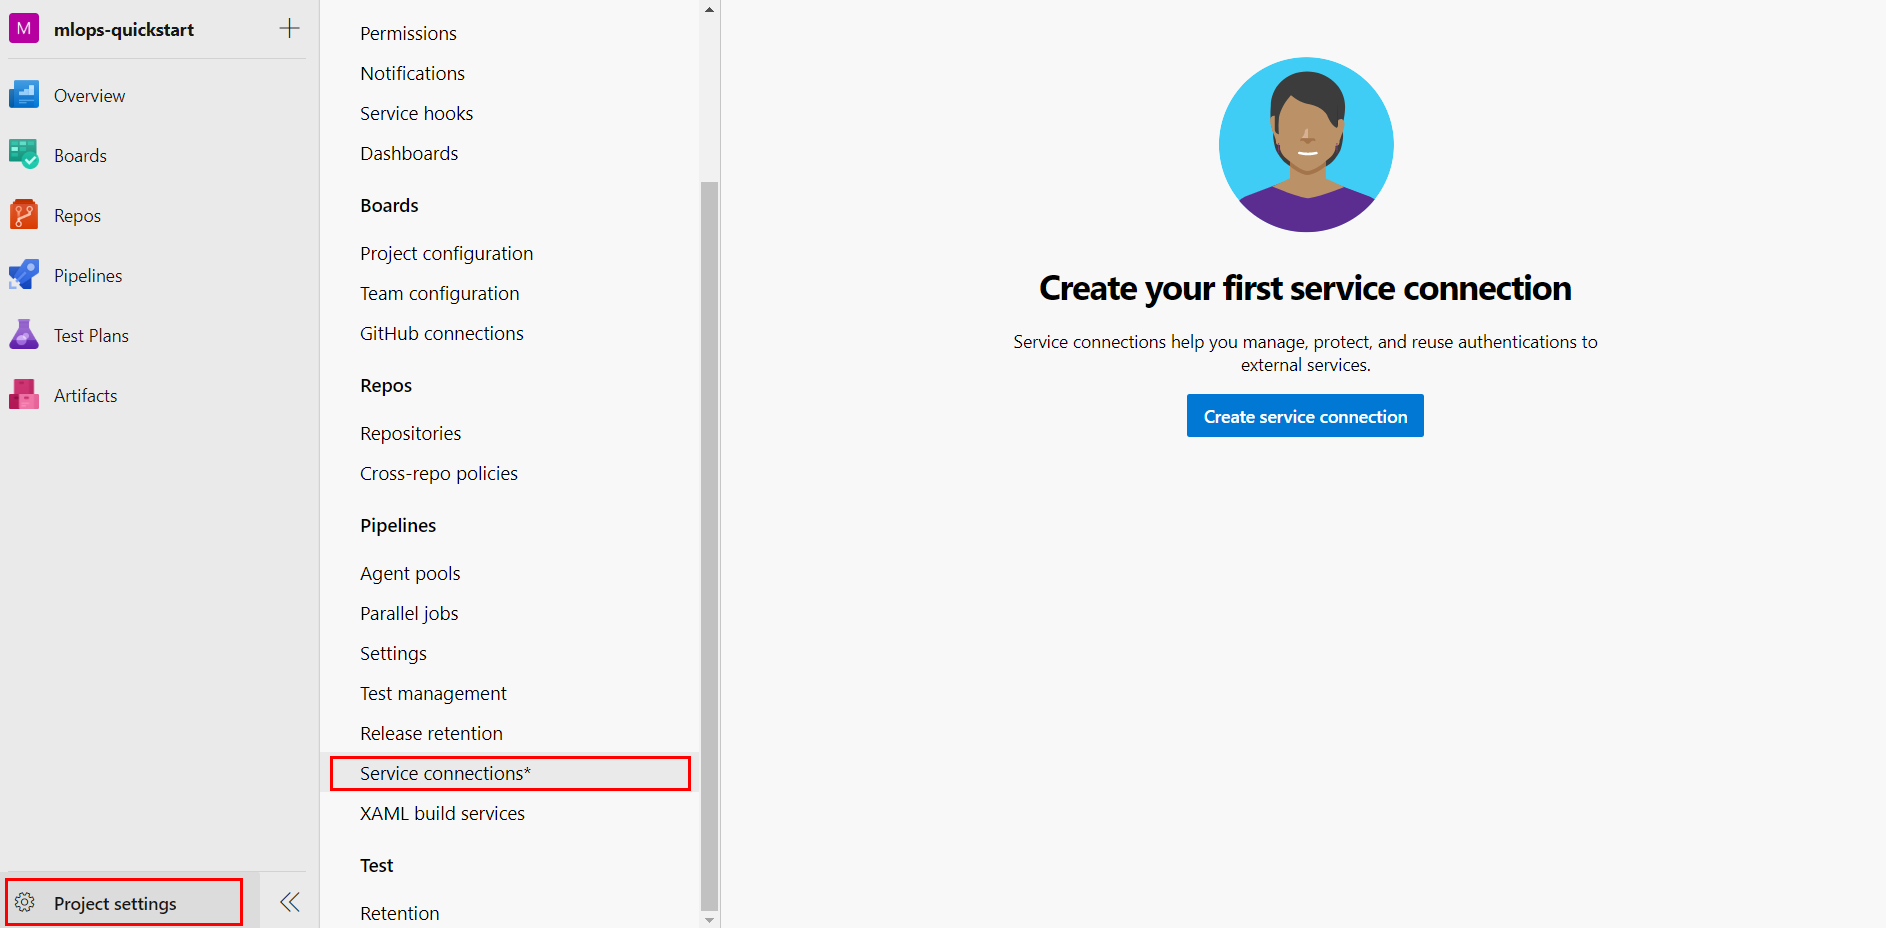 M
mlops-quickstart
Overview
Boards
Repos
Pipelines
Test Plans
Artifacts
Project settings
Permissions
Notifications
Service hooks
Dashboards
Boards
Project configuration
Team configuration
GitHub connections
Repos
Repositories
Cross-repo policies
Pipelines
Agent pools
Parallel jobs
Settings
Test management
Release retention
Service connections*
XAML build services
Test
Retention
Create your first service connection
Service connections help you manage, protect, and reuse authentications to
external services.
Create service connection